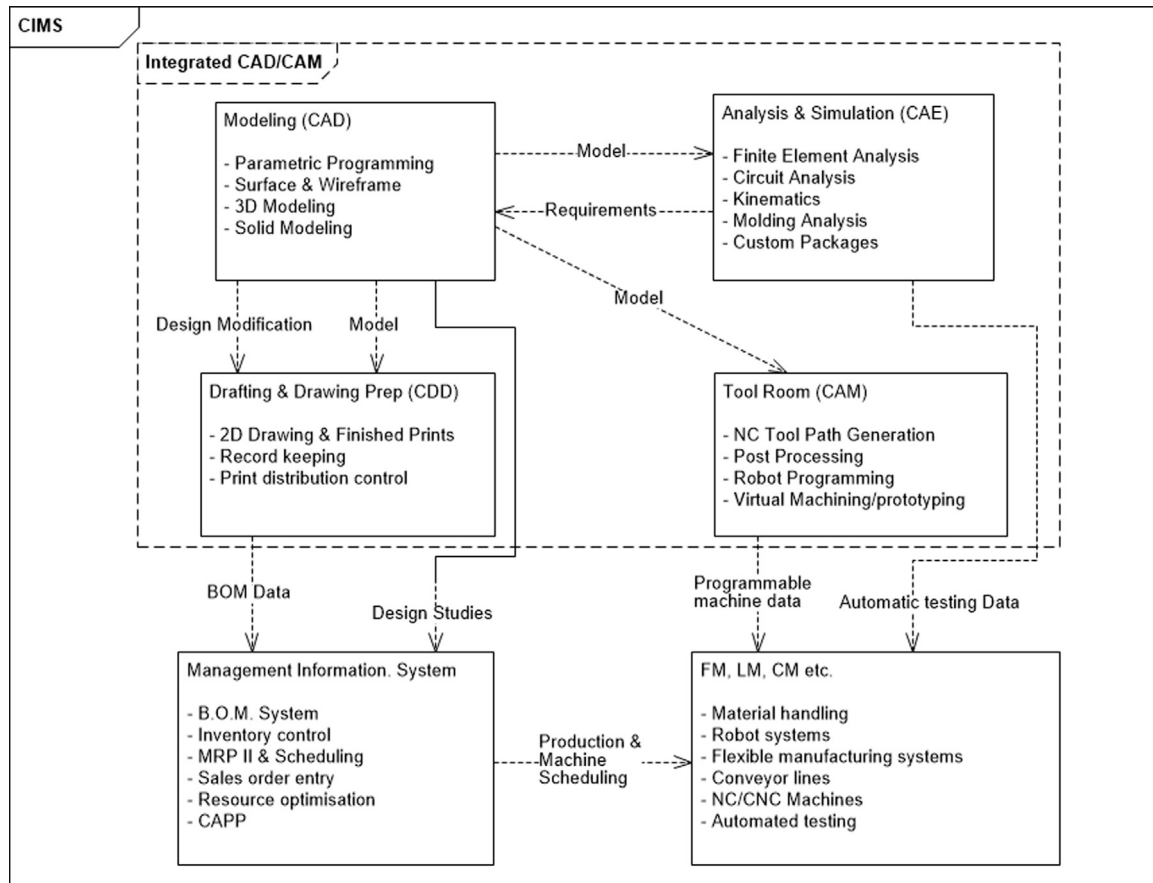 CIMS
Integrated CAD/CAM
Modeling (CAD)
- Parametric Programming
- Surface & Wireframe
- 3D Modeling
- Solid Modeling
Model
Requirements
Analysis & Simulation (CAE)
- Finite Element Analysis
- Circuit Analysis
- Kinematics
- Molding Analysis
- Custom Packages
Design Modification
Model
Model
Drafting & Drawing Prep (CDD)
- 2D Drawing & Finished Prints
- Record keeping
- Print distribution control
Tool Room (CAM)
- NC Tool Path Generation
- Post Processing
- Robot Programming
- Virtual Machining/prototyping
BOM Data
Design Studies
Programmable
machine data
Automatic testing Data
Management Information. System
- B.O.M. System
- Inventory control
- MRP II & Scheduling
- Sales order entry
- Resource optimisation
- CAPP
Production &
Machine
Scheduling
FM, LM, CM etc.
- Material handling
- Robot systems
- Flexible manufacturing systems
- Conveyor lines
- NC/CNC Machines
- Automated testing